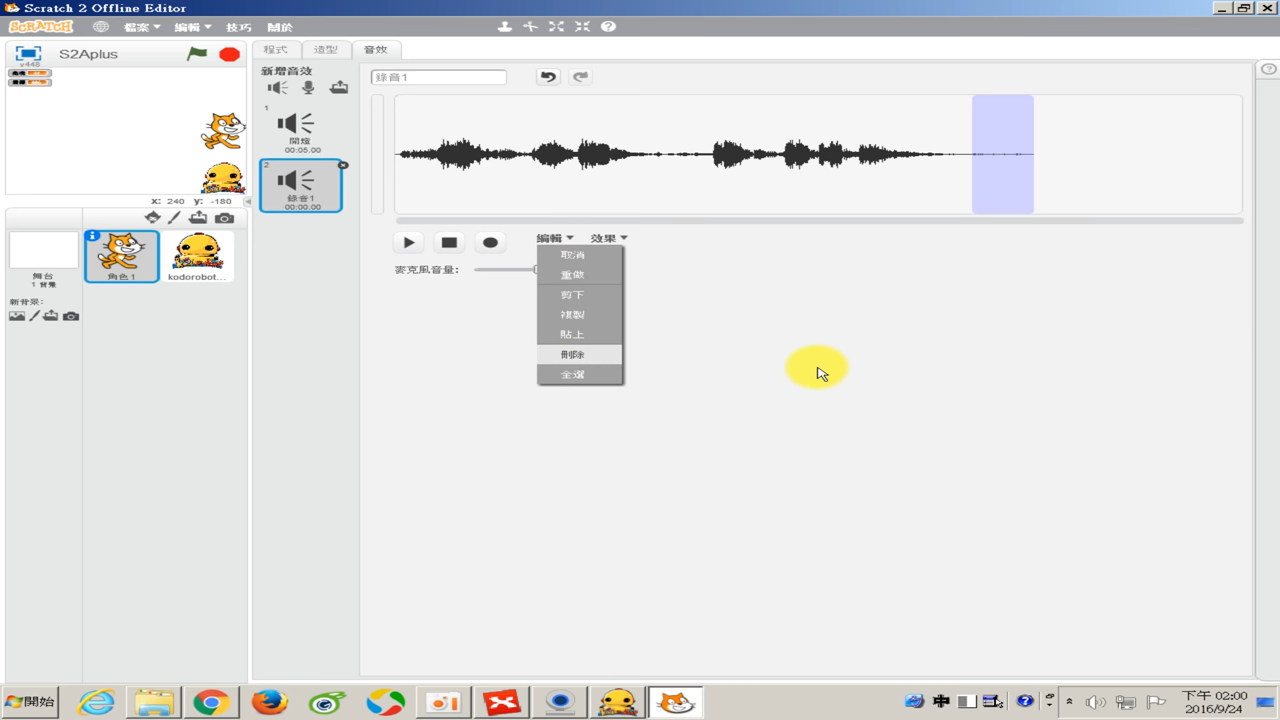 Scratch 2 Offline Editor
SCRATCH 檔案 編輯 技巧 關於
S2Aplus
v448
程式 造型 音效
新增音效
錄音1
1
開燈
00:05.00
2
錄音1
00:00.00
x: 240 y: -180
角色1
kodorobot...
舞台
1 背景
新背景:
編輯 效果
麥克風音量:
取消
重做
剪下
複製
貼上
刪除
全選
開始
下午 02:00
2016/9/24